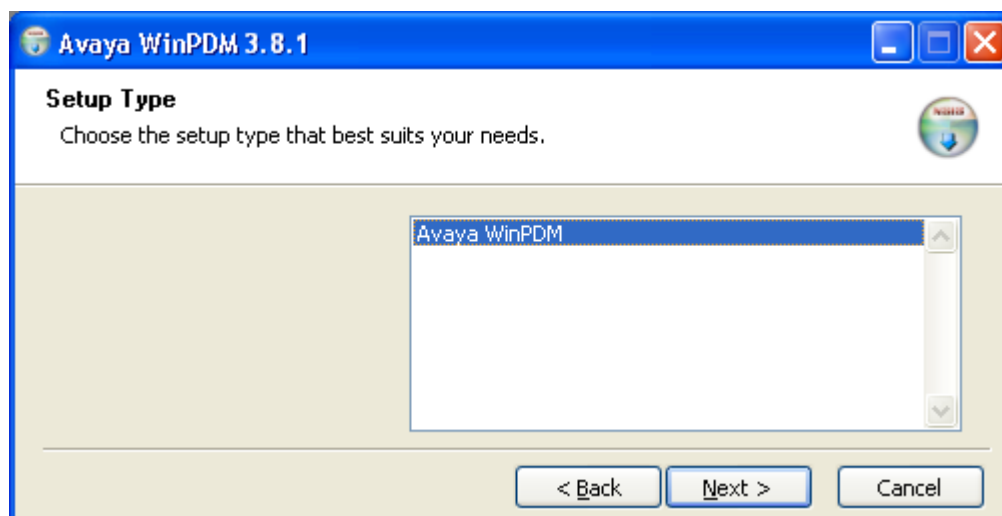 Avaya WinPDM 3.8.1
Setup Type
Choose the setup type that best suits your needs.
Avaya WinPDM
< Back
Next >
Cancel